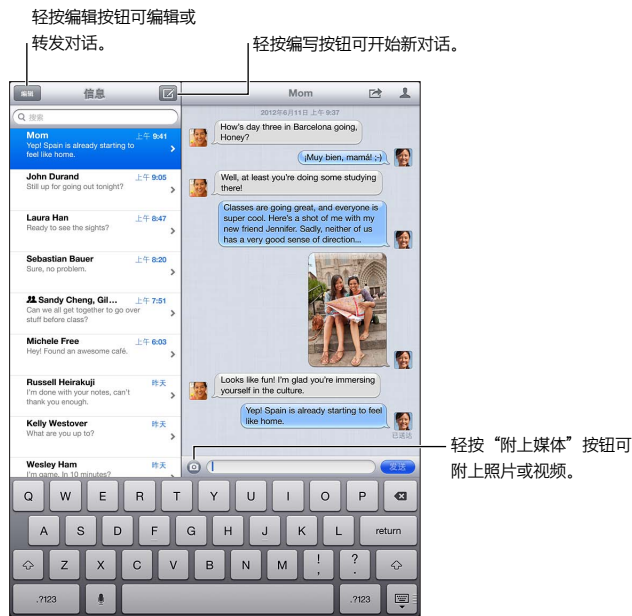 轻按编辑按钮可编辑或
转发对话。
轻按编写按钮可开始新对话。
编辑
信息
Mom
搜索
Mom
上午 9:41
Yep! Spain is already starting to
feel like home.
John Durand
上午 9:05
Still up for going out tonight?
Laura Han
上午 8:47
Ready to see the sights?
Sebastian Bauer
上午 8:20
Sure, no problem.
Sandy Cheng, Gil...
上午 7:51
Can we all get together to go over
stuff before class?
Michele Free
上午 6:03
Hey! Found an awesome café.
Russell Heirakuji
昨天
I'm done with your notes, can't
thank you enough.
Kelly Westover
昨天
What are you up to?
Wesley Ham
昨天
I'm game. In 10 minutes?
2012年6月11日 上午 9:37
How's day three in Barcelona going,
Honey?
¡Muy bien, mamá! ;-)
Well, at least you're doing some studying
there!
Classes are going great, and everyone is
super cool. Here's a shot of me with my
new friend Jennifer. Sadly, neither of us
has a very good sense of direction...
Looks like fun! I'm glad you're immersing
yourself in the culture.
Yep! Spain is already starting to feel
like home.
已送达
发送
轻按“附上媒体”按钮可
附上照片或视频。
Q W E R T Y U I O P
A S D F G H J K L return
Z X C V B N M ! , ? .
.?123 .?123